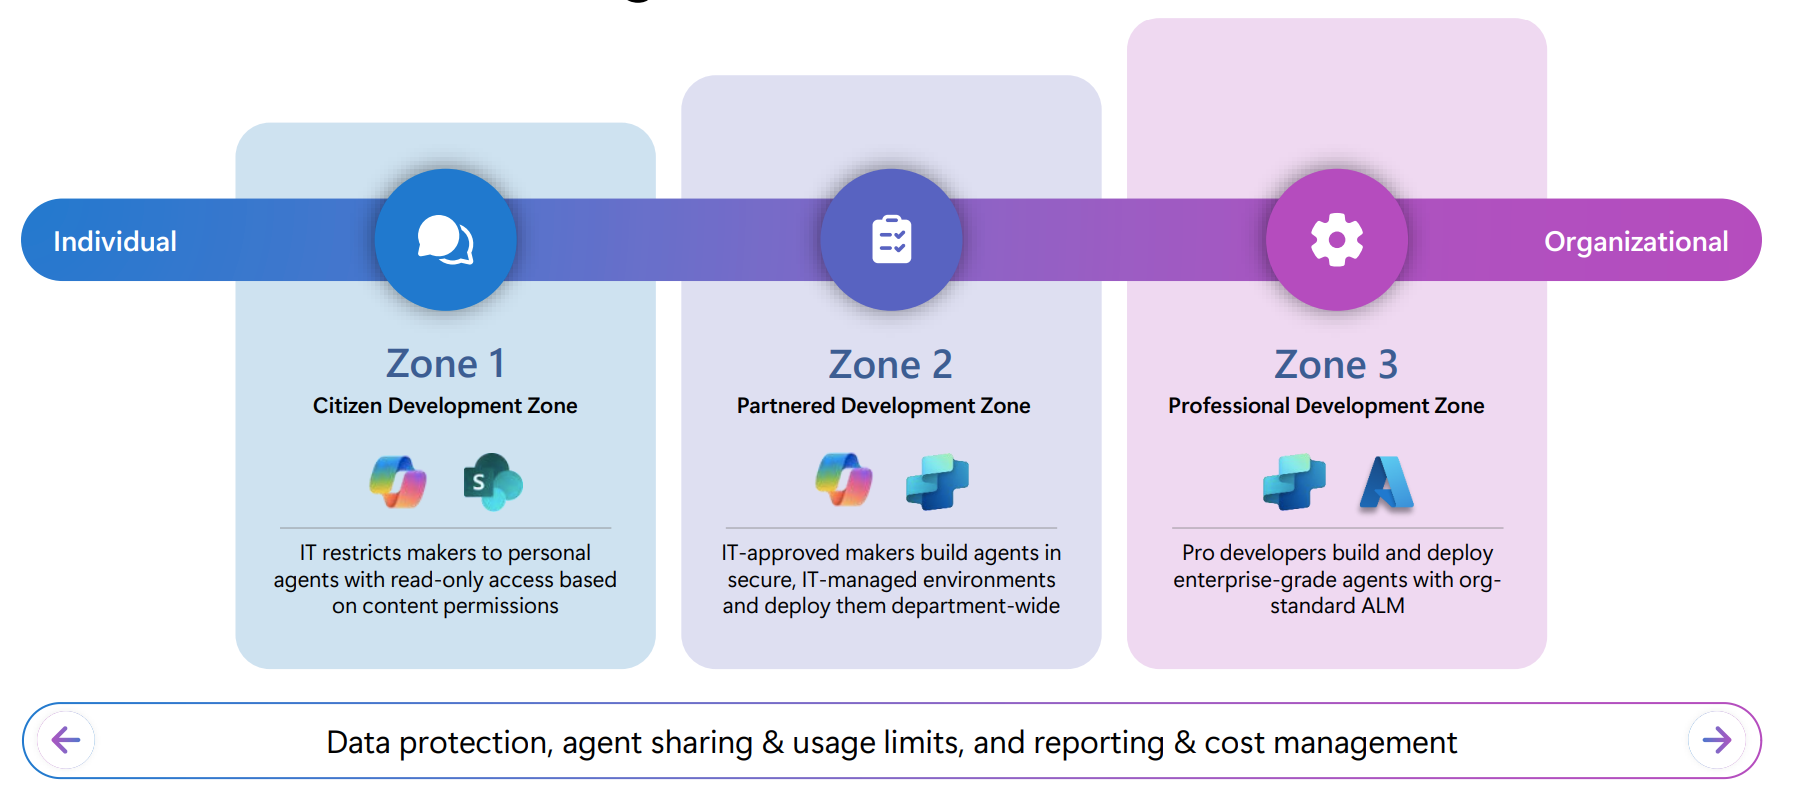 Individual
Organizational
Zone 1
Citizen Development Zone
S
IT restricts makers to personal
agents with read-only access based
on content permissions
Zone 2
Partnered Development Zone
IT-approved makers build agents in
secure, IT-managed environments
and deploy them department-wide
Zone 3
Professional Development Zone
Pro developers build and deploy
enterprise-grade agents with org-
standard ALM
Data protection, agent sharing & usage limits, and reporting & cost management